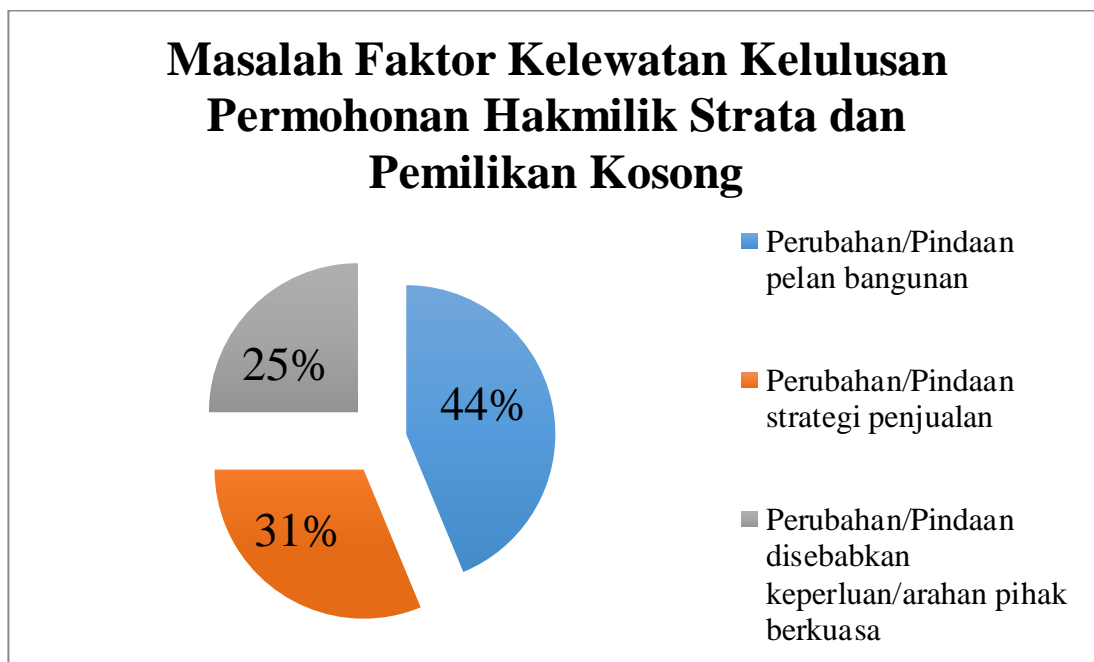 Masalah Faktor Kelewatan Kelulusan
Permohonan Hakmilik Strata dan
Pemilikan Kosong
25%
44%
31%
Perubahan/Pindaan
pelan bangunan
Perubahan/Pindaan
strategi penjualan
Perubahan/Pindaan
disebabkan
keperluan/arahan pihak
berkuasa